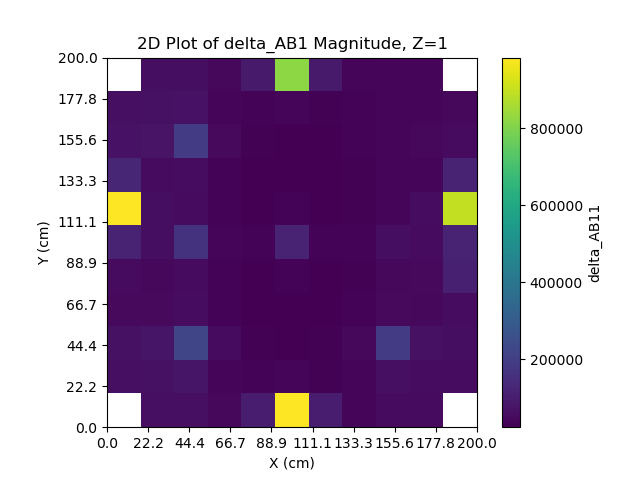 2D Plot of delta_AB1 Magnitude, Z=1
200.0
177.8
155.6
133.3
111.1
88.9
66.7
44.4
22.2
0.0
Y (cm)
0.0 22.2 44.4 66.7 88.9 111.1 133.3 155.6 177.8 200.0
X (cm)
800000
600000
400000
200000
delta_AB11